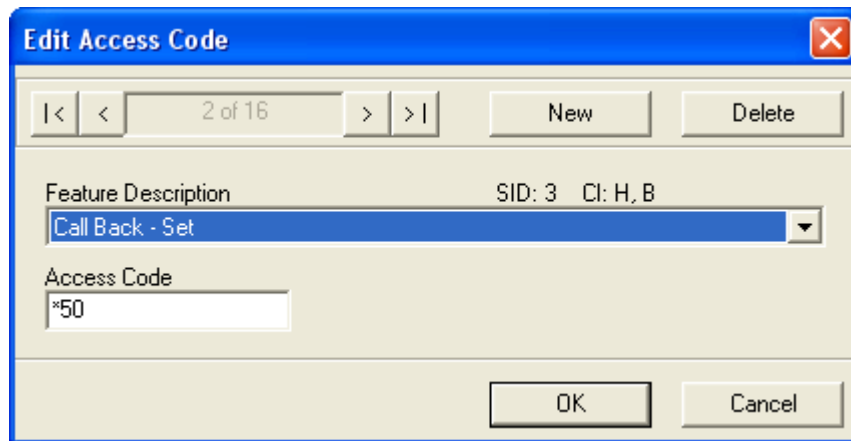 Edit Access Code
|< < 2 of 16 > >| New Delete
Feature Description SID: 3 CI: H, B
Call Back - Set
Access Code
*50
OK Cancel